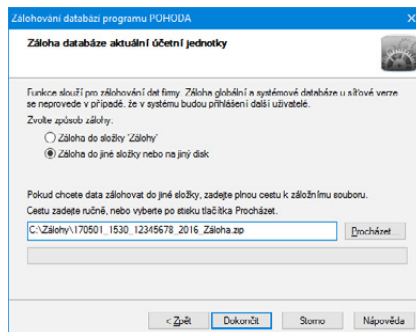 Zálohování databází programu POHODA
Záloha databáze aktuální účetní jednotky
Funkce slouží pro zálohování dat firmy. Záloha globální a systémové databáze u síťové verze
se neprovede v případě, že v systému budou přihlášení další uživatelé.
Zvolte způsob zálohy:
Záloha do složky 'Zálohy'
Záloha do jiné složky nebo na jiný disk
Pokud chcete data zálohovat do jiné složky, zadejte plnou cestu k záložnímu souboru.
Cestu zadejte ručně, nebo vyberte po stisku tlačítka Procházet.
C:\Zálohy\170501_1530_12345678_2016_Záloha.zip
Procházet...
< Zpět Dokončit Storno Nápověda